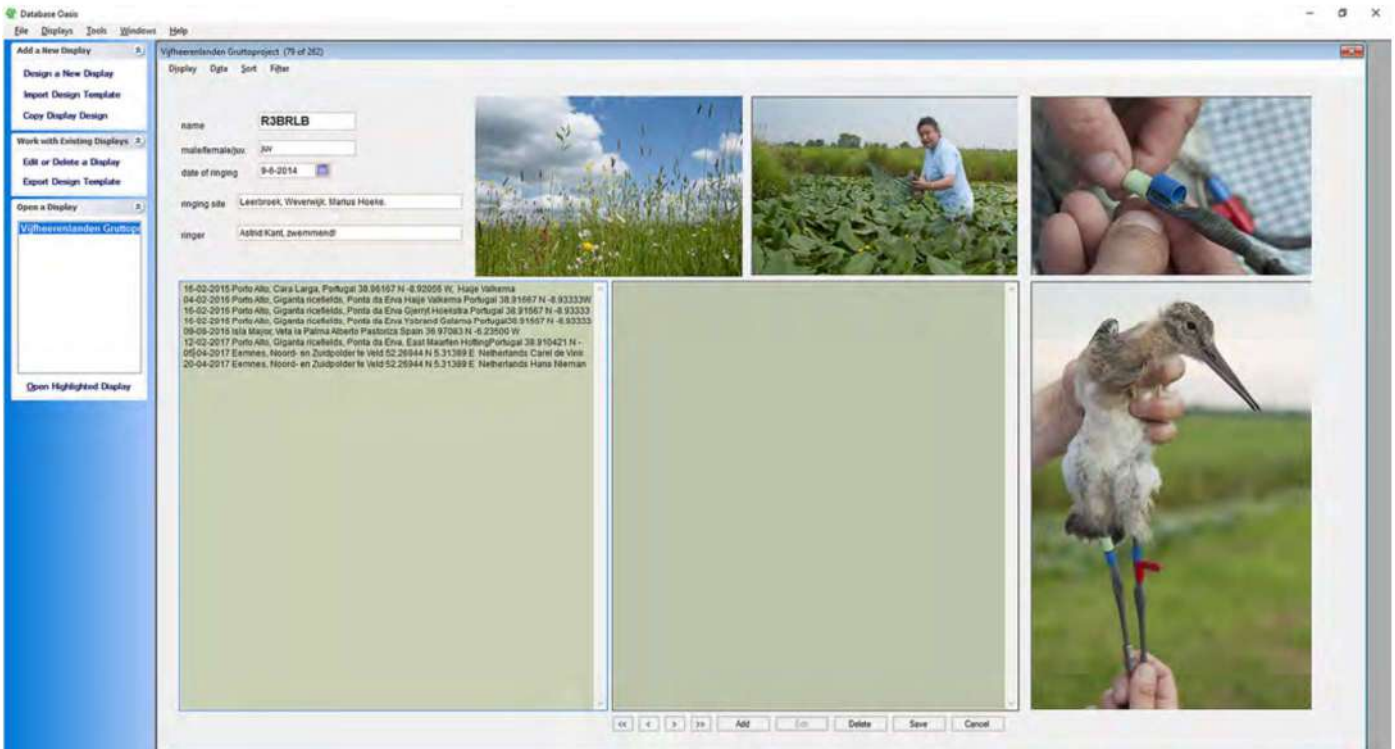 Database Oasis
File Displays Tools Windows Help
Add a New Display
Design a New Display
Import Design Template
Copy Display Design
Work with Existing Displays
Edit or Delete a Display
Export Design Template
Open a Display
Vijfheerenlanden Gruttopr
Open Highlighted Display
Vijfheerenlanden Gruttoproject (79 of 262)
Display Data Sort Filter
name R3BRLB
male/female/juv. juv
date of ringing 9-6-2014
ringing site Leerbroek, Weverwijk, Marius Hoeke.
ringer Astrid Kant, zwemmend!
16-02-2015 Porto Alto, Cara Larga, Portugal 38.96167 N -8.92056 W, Haije Valkema
04-02-2015 Porto Alto, Giganta ricefields, Ponta da Erva Haije Valkema Portugal 38.91667 N -8.93333W
16-02-2015 Porto Alto, Giganta ricefields, Ponta da Erva Gjerryt Hoekstra Portugal 38.91667 N -8.93333
16-02-2015 Porto Alto, Giganta ricefields, Ponta da Erva Ysbrand Galama Portugal38.91667 N -8.93333
09-09-2016 Isla Mayor, Veta la Palma Alberto Pastoriza Spain 36.97083 N -6.23500 W
12-02-2017 Porto Alto, Giganta ricefields, Ponta da Erva, East Maarten HottingPortugal 38.910421 N -
05-04-2017 Eemnes, Noord- en Zuidpolder te Veld 52.26944 N 5.31389 E Netherlands Carel de Vink
20-04-2017 Eemnes, Noord- en Zuidpolder te Veld 52.26944 N 5.31389 E Netherlands Hans Nieman
<< < > >> Add Edit Delete Save Cancel